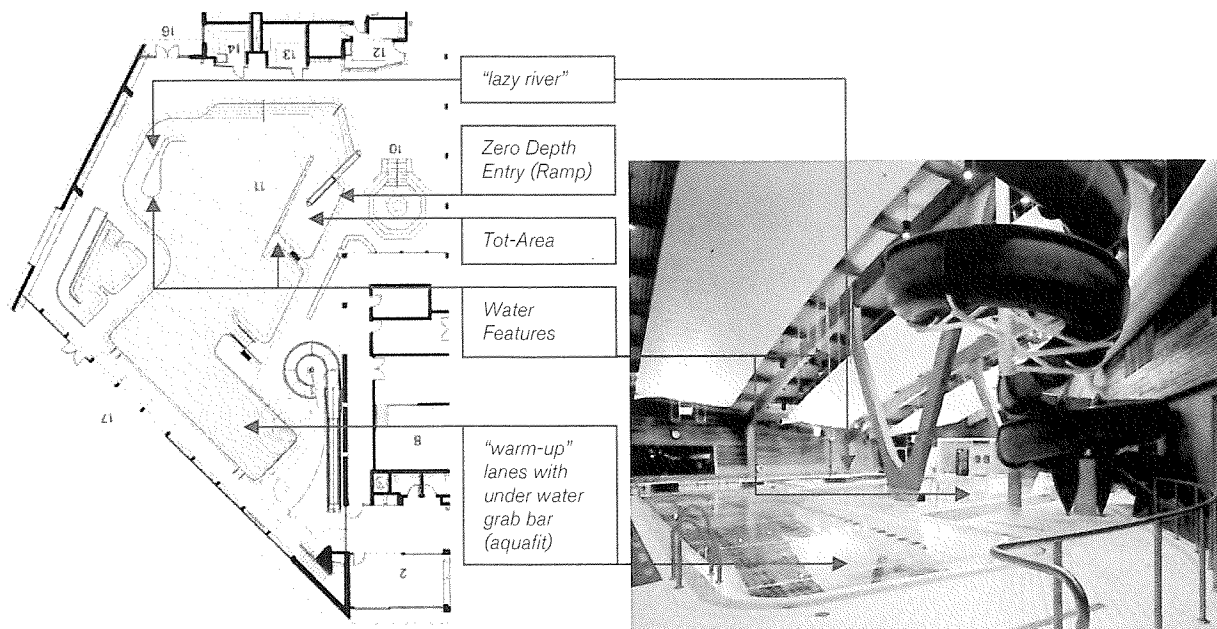 16
14
13
12
"lazy river"
Zero Depth
Entry (Ramp)
10
11
Tot-Area
Water
Features
17
8
"warm-up"
lanes with
under water
grab bar
(aquafit)
2